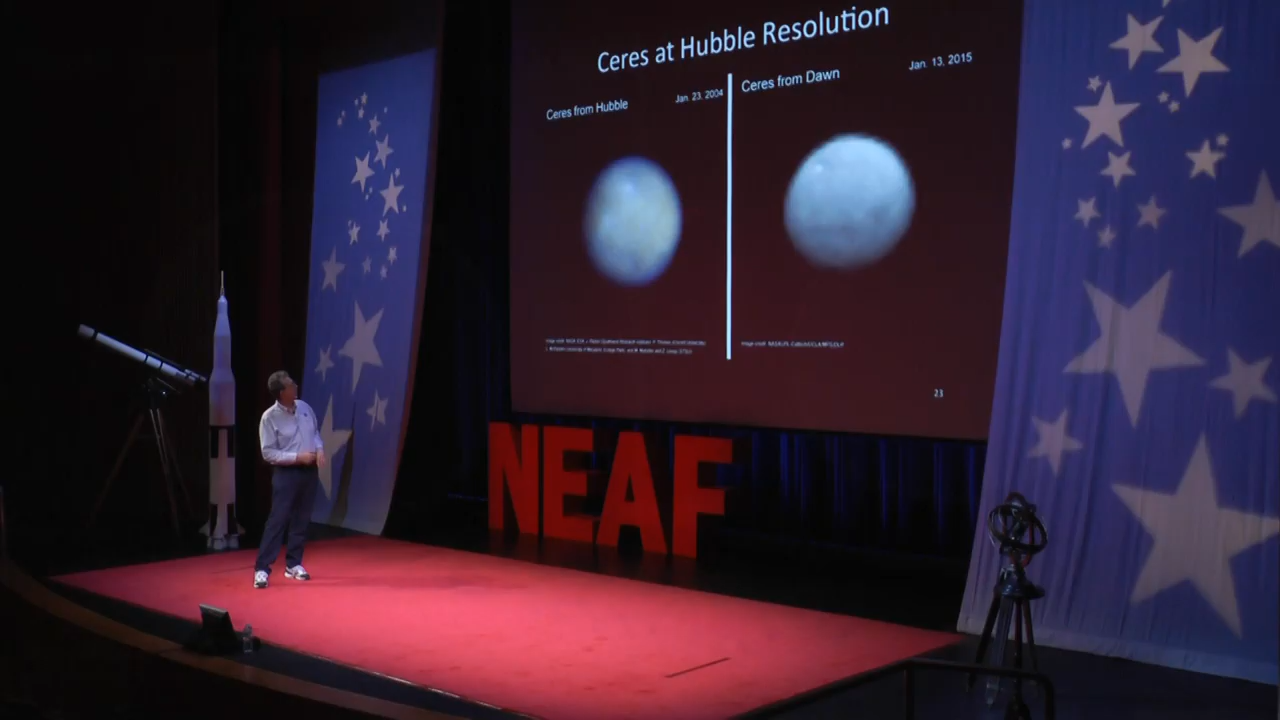 Ceres at Hubble Resolution
Ceres from Hubble
Jan. 23, 2004
Ceres from Dawn
Jan. 13, 2015
23
NEAF